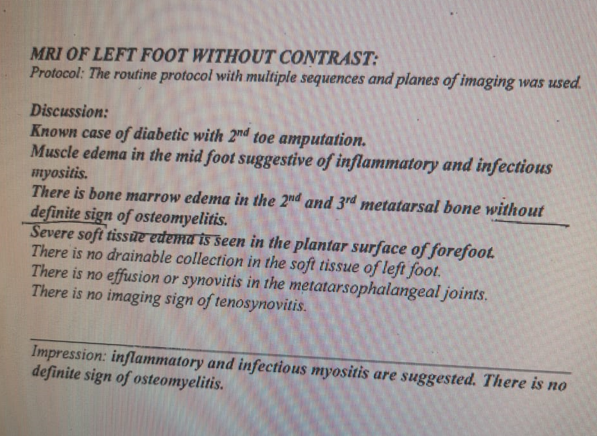 MRI OF LEFT FOOT WITHOUT CONTRAST:
Protocol: The routine protocol with multiple sequences and planes of imaging was used.
Discussion:
Known case of diabetic with 2nd toe amputation.
Muscle edema in the mid foot suggestive of inflammatory and infectious
myositis.
There is bone marrow edema in the 2nd and 3rd metatarsal bone without
definite sign of osteomyelitis.
Severe soft tissue edema is seen in the plantar surface of forefoot.
There is no drainable collection in the soft tissue of left foot.
There is no effusion or synovitis in the metatarsophalangeal joints.
There is no imaging sign of tenosynovitis.
Impression: inflammatory and infectious myositis are suggested. There is no
definite sign of osteomyelitis.